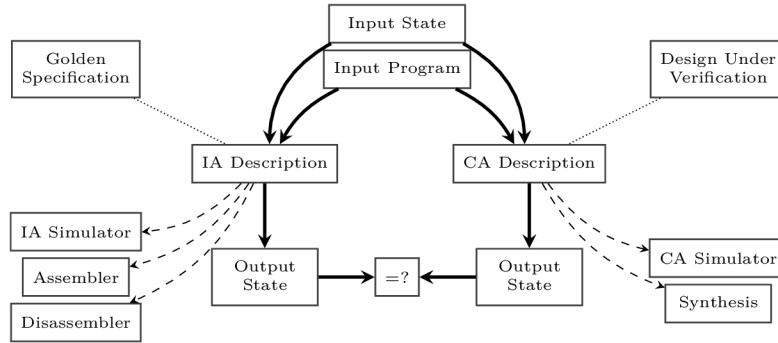 Input State
Input Program
Golden
Specification
Design Under
Verification
IA Description
CA Description
IA Simulator
Assembler
Disassembler
Output
State
=?
Output
State
CA Simulator
Synthesis